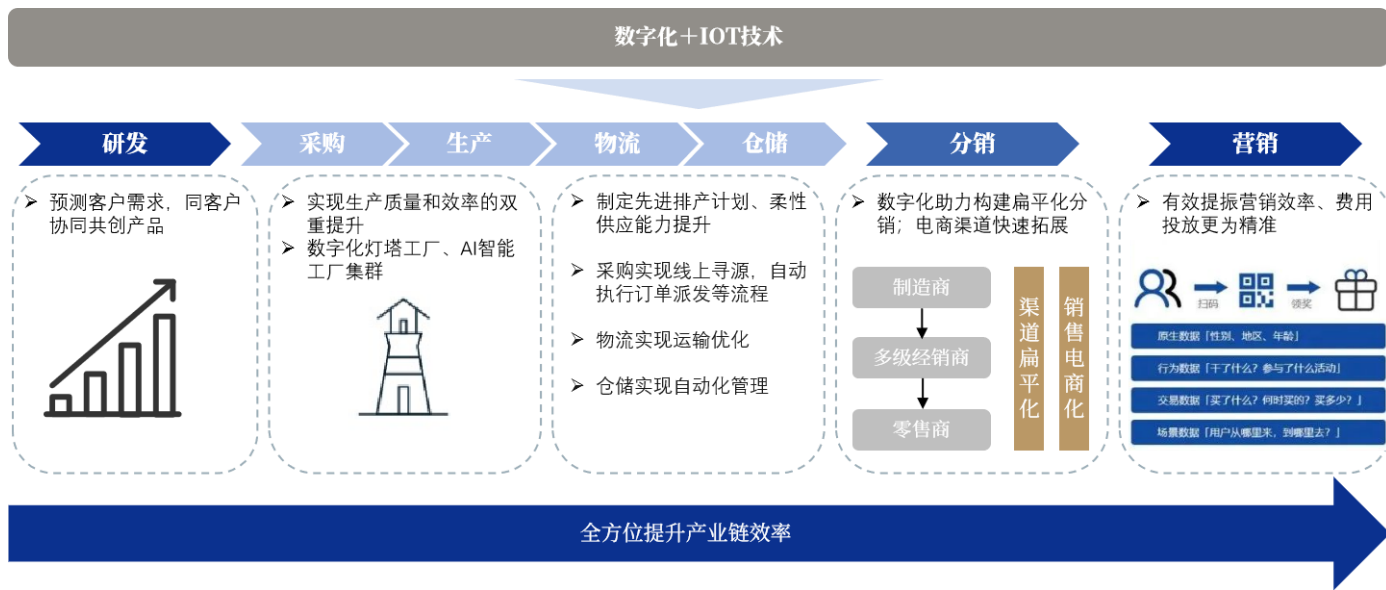 数字化＋IOT技术
研发
采购
生产
物流
仓储
分销
营销
➢ 预测客户需求，同客户
协同共创产品
➢ 实现生产质量和效率的双
重提升
➢ 数字化灯塔工厂、AI智能
工厂集群
➢ 制定先进排产计划、柔性
供应能力提升
➢ 采购实现线上寻源，自动
执行订单派发等流程
➢ 物流实现运输优化
➢ 仓储实现自动化管理
➢ 数字化助力构建扁平化分
销；电商渠道快速拓展
制造商
多级经销商
零售商
渠道扁平化
销售电商化
➢ 有效提振营销效率、费用
投放更为精准
扫码
领奖
原生数据「性别、地区、年龄」
行为数据「干了什么？参与了什么活动」
交易数据「买了什么？何时买的？买多少？」
场景数据「用户从哪里来，到哪里去？」
全方位提升产业链效率